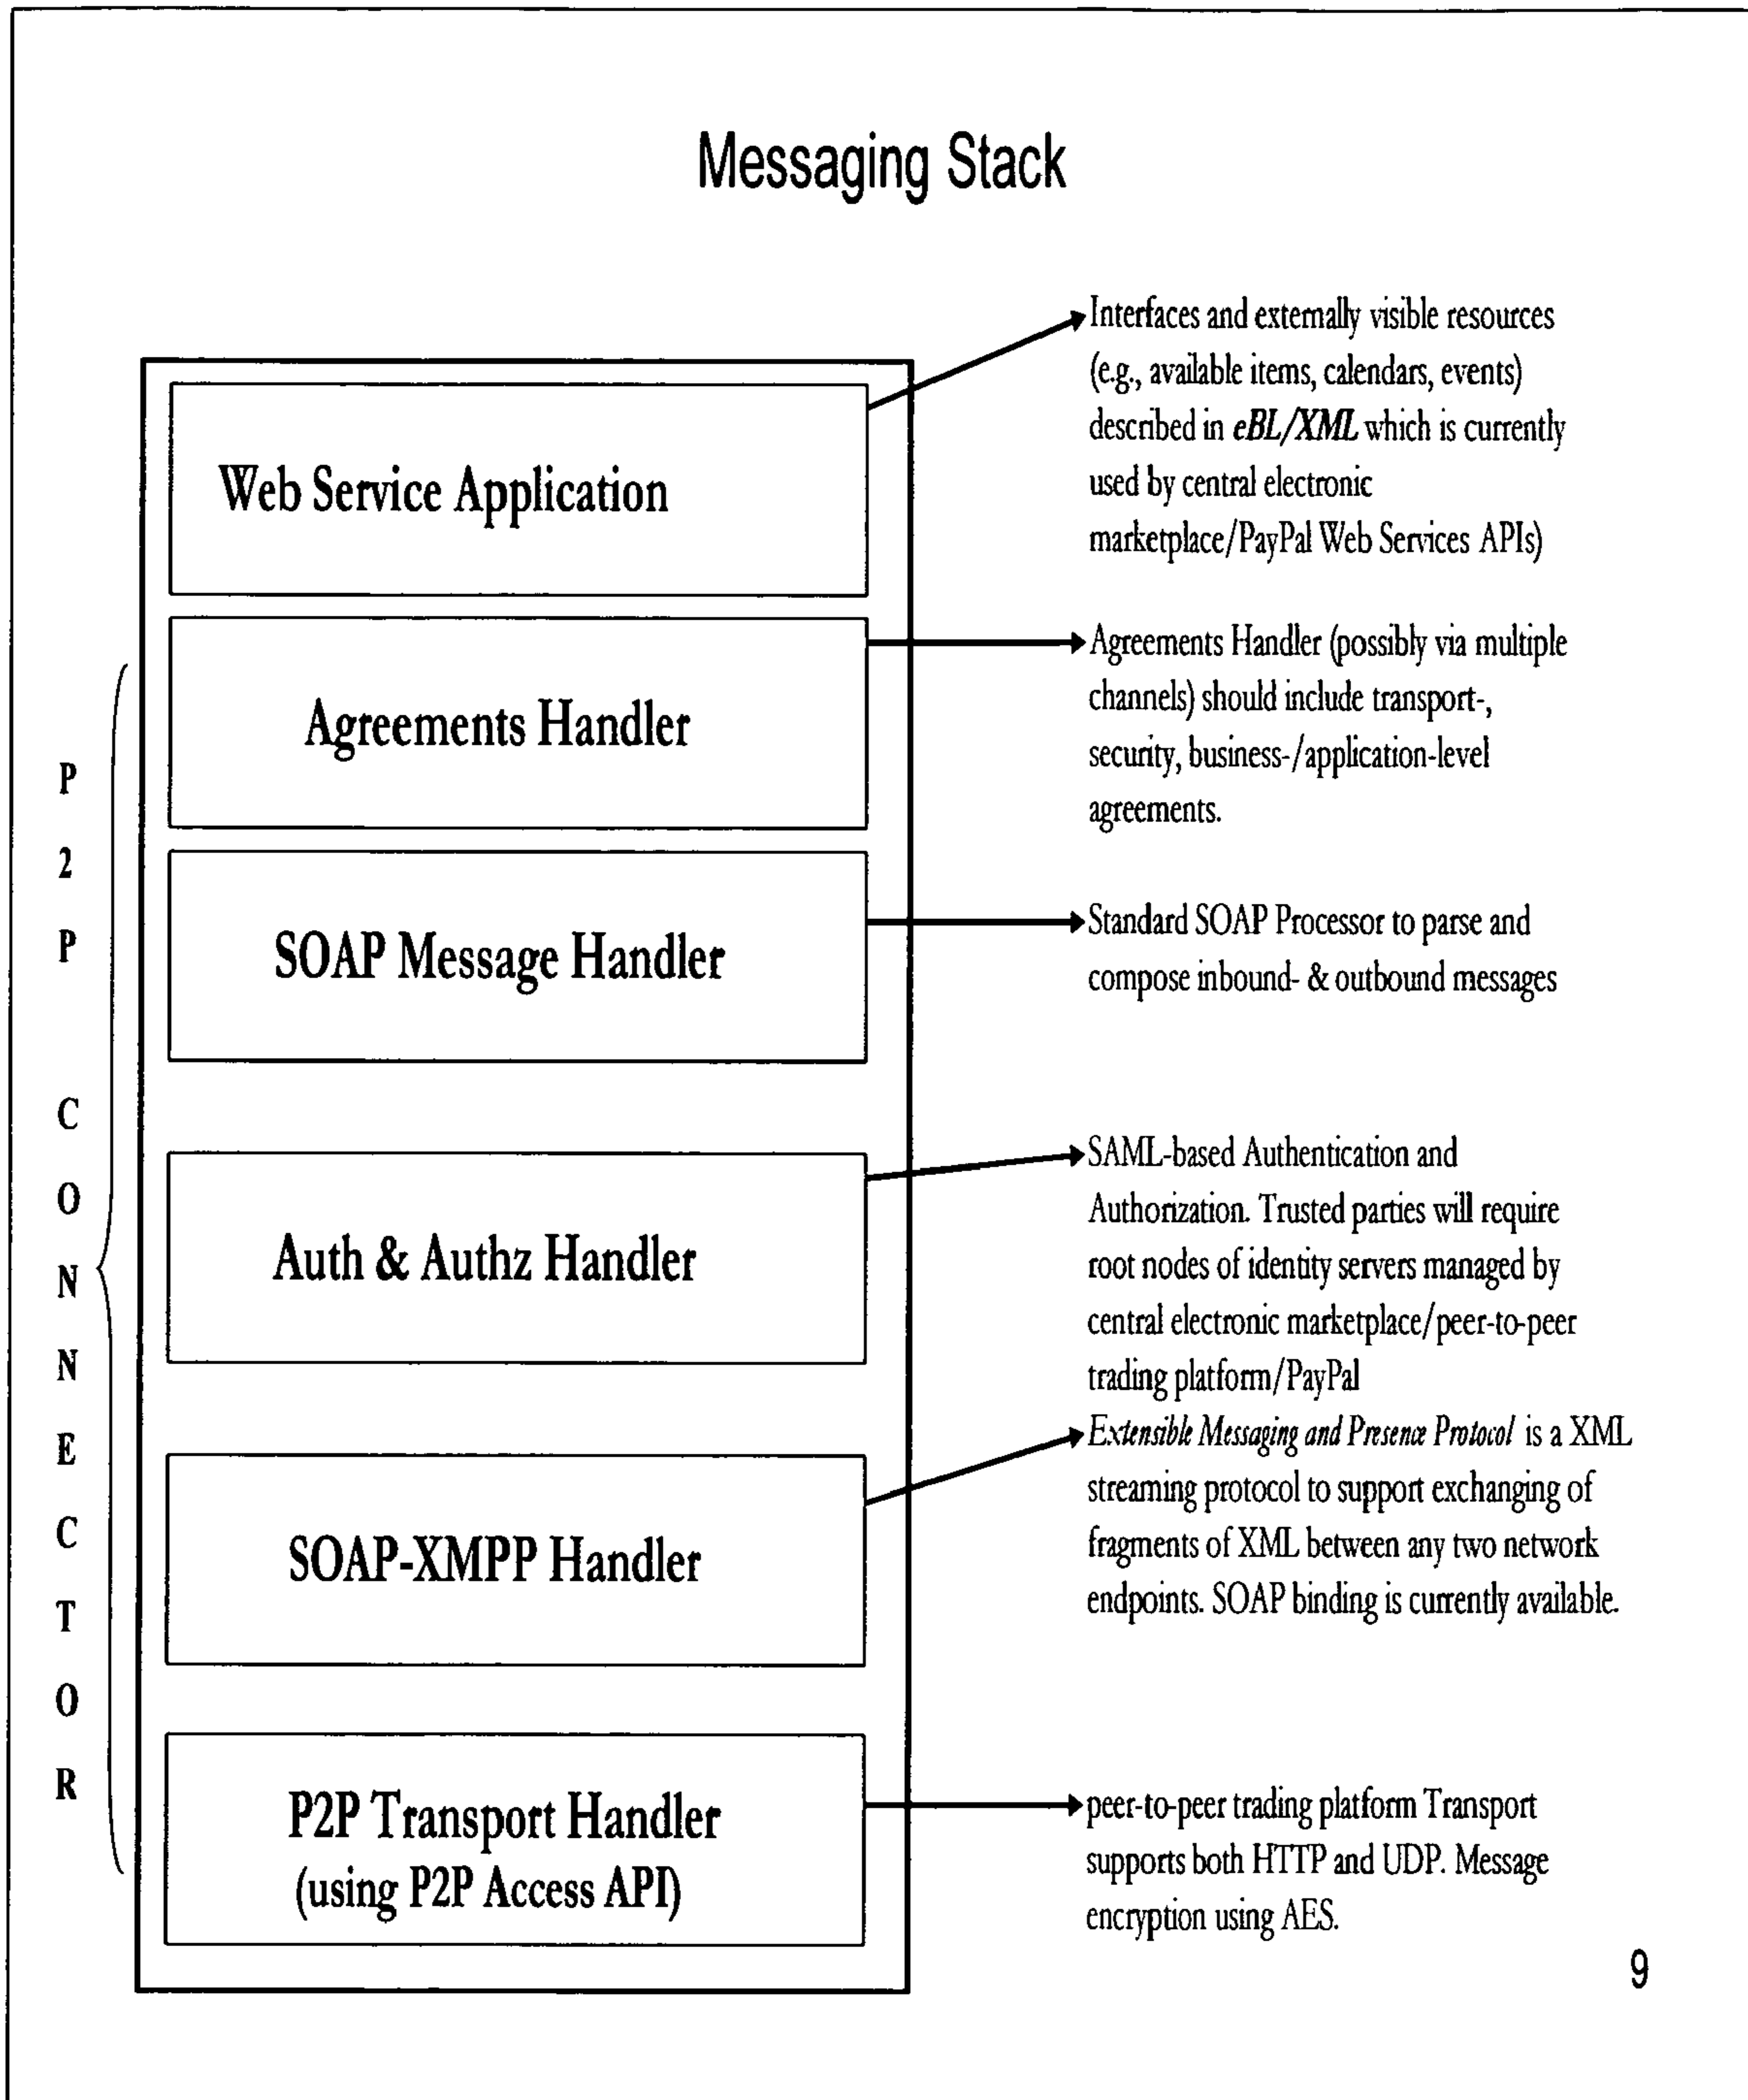 Messaging Stack
Web Service Application
Interfaces and externally visible resources
(e.g., available items, calendars, events)
described in eBL/XML which is currently
used by central electronic
marketplace/PayPal Web Services APIs)
Agreements Handler
Agreements Handler (possibly via multiple
channels) should include transport-,
security, business-/application-level
agreements.
SOAP Message Handler
Standard SOAP Processor to parse and
compose inbound- & outbound messages
Auth & Authz Handler
SAML-based Authentication and
Authorization. Trusted parties will require
root nodes of identity servers managed by
central electronic marketplace/peer-to-peer
trading platform/PayPal
SOAP-XMPP Handler
Extensible Messaging and Presence Protocol is a XML
streaming protocol to support exchanging of
fragments of XML between any two network
endpoints. SOAP binding is currently available.
P2P Transport Handler
(using P2P Access API)
peer-to-peer trading platform Transport
supports both HTTP and UDP. Message
encryption using AES.
P2P CONNECTOR
9